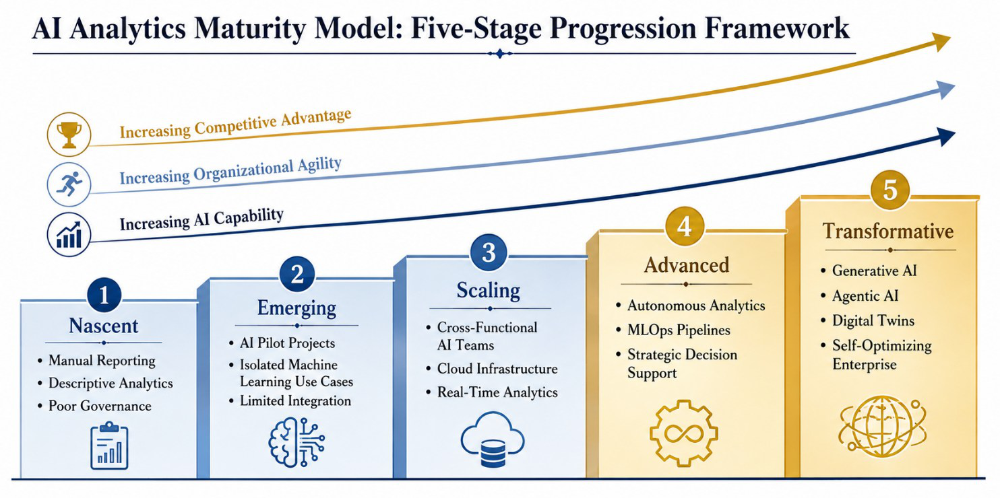 AI Analytics Maturity Model: Five-Stage Progression Framework
Increasing Competitive Advantage
Increasing Organizational Agility
Increasing AI Capability
1
Nascent
• Manual Reporting
• Descriptive Analytics
• Poor Governance
2
Emerging
• AI Pilot Projects
• Isolated Machine
Learning Use Cases
• Limited Integration
3
Scaling
• Cross-Functional
AI Teams
• Cloud Infrastructure
• Real-Time Analytics
4
Advanced
• Autonomous Analytics
• MLOps Pipelines
• Strategic Decision
Support
5
Transformative
• Generative AI
• Agentic AI
• Digital Twins
• Self-Optimizing
Enterprise